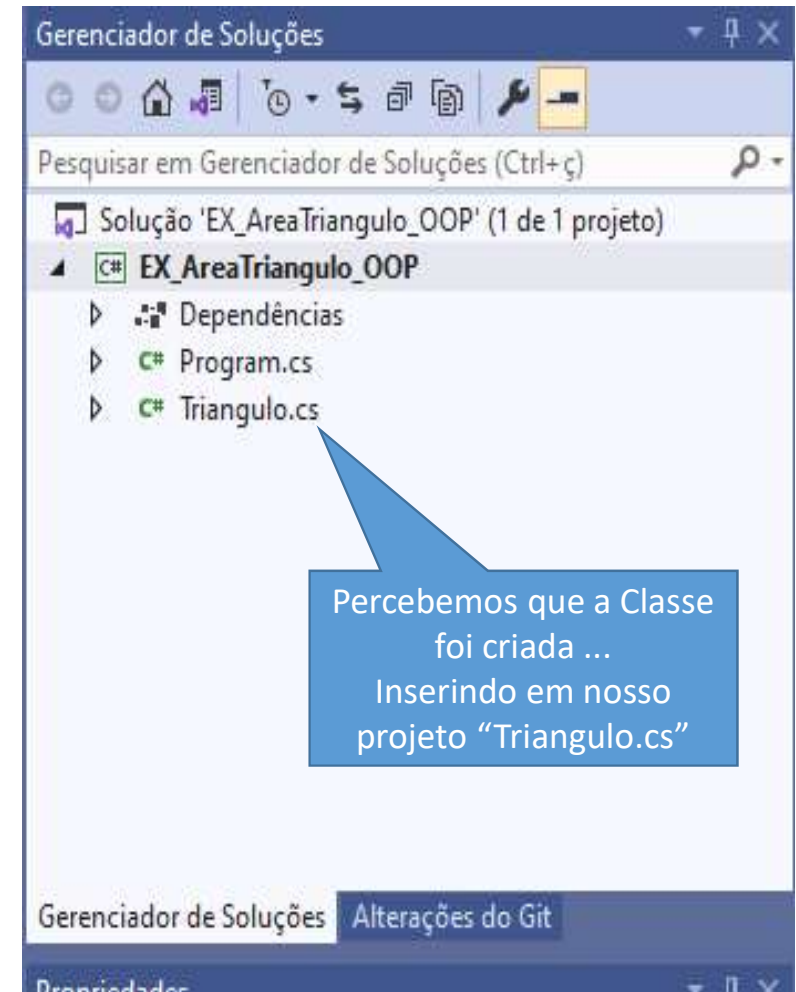 Gerenciador de Soluções
Pesquisar em Gerenciador de Soluções (Ctrl+ç)
Solução 'EX_AreaTriangulo_OOP' (1 de 1 projeto)
C# EX_AreaTriangulo_OOP
Dependências
C# Program.cs
C# Triangulo.cs
Percebemos que a Classe
foi criada ...
Inserindo em nosso
projeto “Triangulo.cs”
Gerenciador de Soluções Alterações do Git
Propriedades